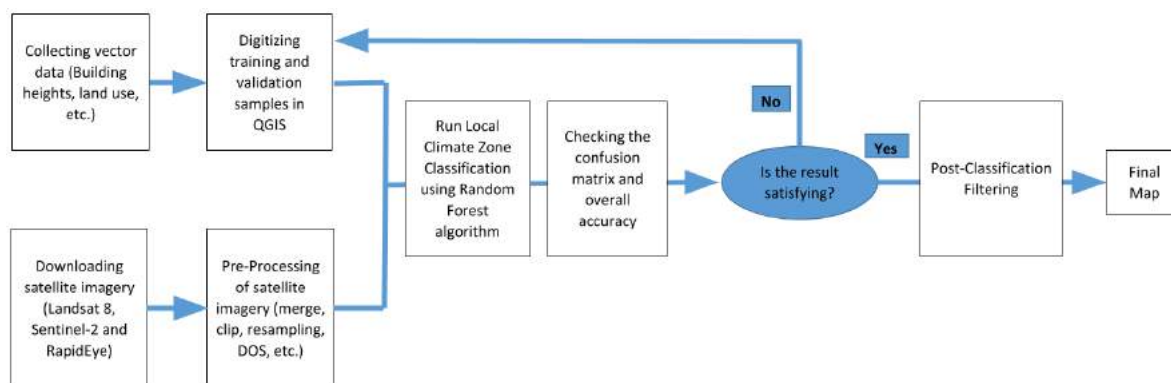 Collecting vector
data (Building
heights, land use,
etc.)
Digitizing
training and
validation
samples in
QGIS
Downloading
satellite imagery
(Landsat 8,
Sentinel-2 and
RapidEye)
Pre-Processing
of satellite
imagery (merge,
clip, resampling,
DOS, etc.)
Run Local
Climate Zone
Classification
using Random
Forest
algorithm
Checking the
confusion
matrix and
overall
accuracy
Is the result
satisfying?
No
Yes
Post-Classification
Filtering
Final
Map